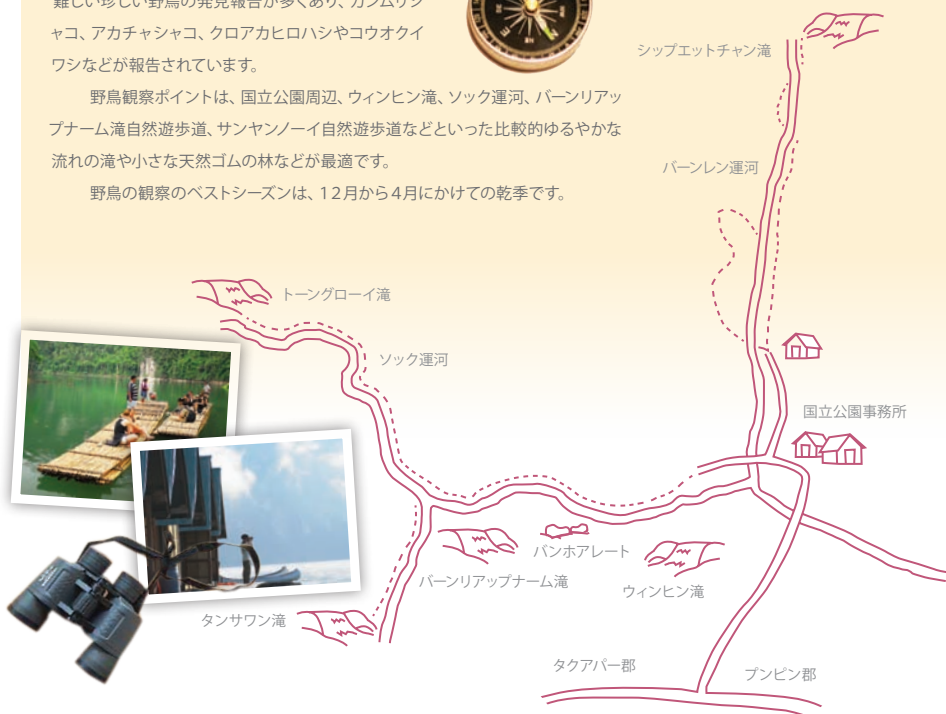 難しい珍しい野鳥の発見報告が多くあり、カンムリシ
ャコ、アカチャシャコ、クロアカヒロハシやコウオクイ
ワシなどが報告されています。
野鳥観察ポイントは、国立公園周辺、ウィンヒン滝、ソック運河、バーンリアッ
プナーム滝自然遊歩道、サンヤンノーイ自然遊歩道などといった比較的ゆるやかな
流れの滝や小さな天然ゴムの林などが最適です。
野鳥の観察のベストシーズンは、12月から4月にかけての乾季です。
シップエットチャン滝
バーンレン運河
トーングローイ滝
ソック運河
国立公園事務所
バンホアレート
バーンリアップナーム滝
ウィンヒン滝
タンサワン滝
タクアパー郡
プンピン郡